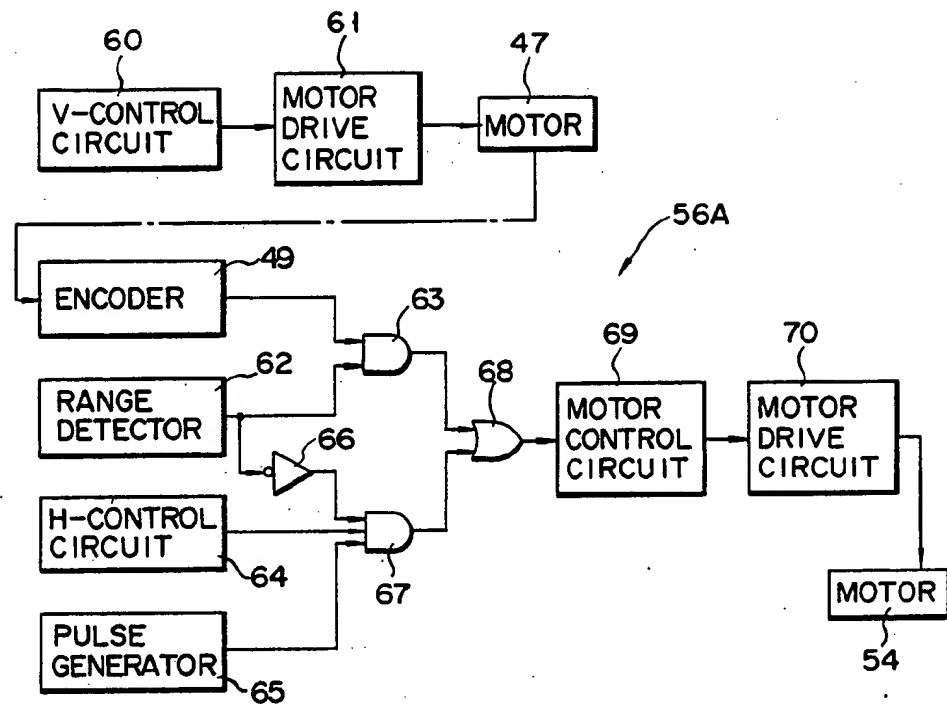 60
V-CONTROL
CIRCUIT
61
MOTOR
DRIVE
CIRCUIT
47
MOTOR
56A
49
ENCODER
63
62
RANGE
DETECTOR
66
68
69
MOTOR
CONTROL
CIRCUIT
70
MOTOR
DRIVE
CIRCUIT
H-CONTROL
CIRCUIT
64
67
MOTOR
54
PULSE
GENERATOR
65